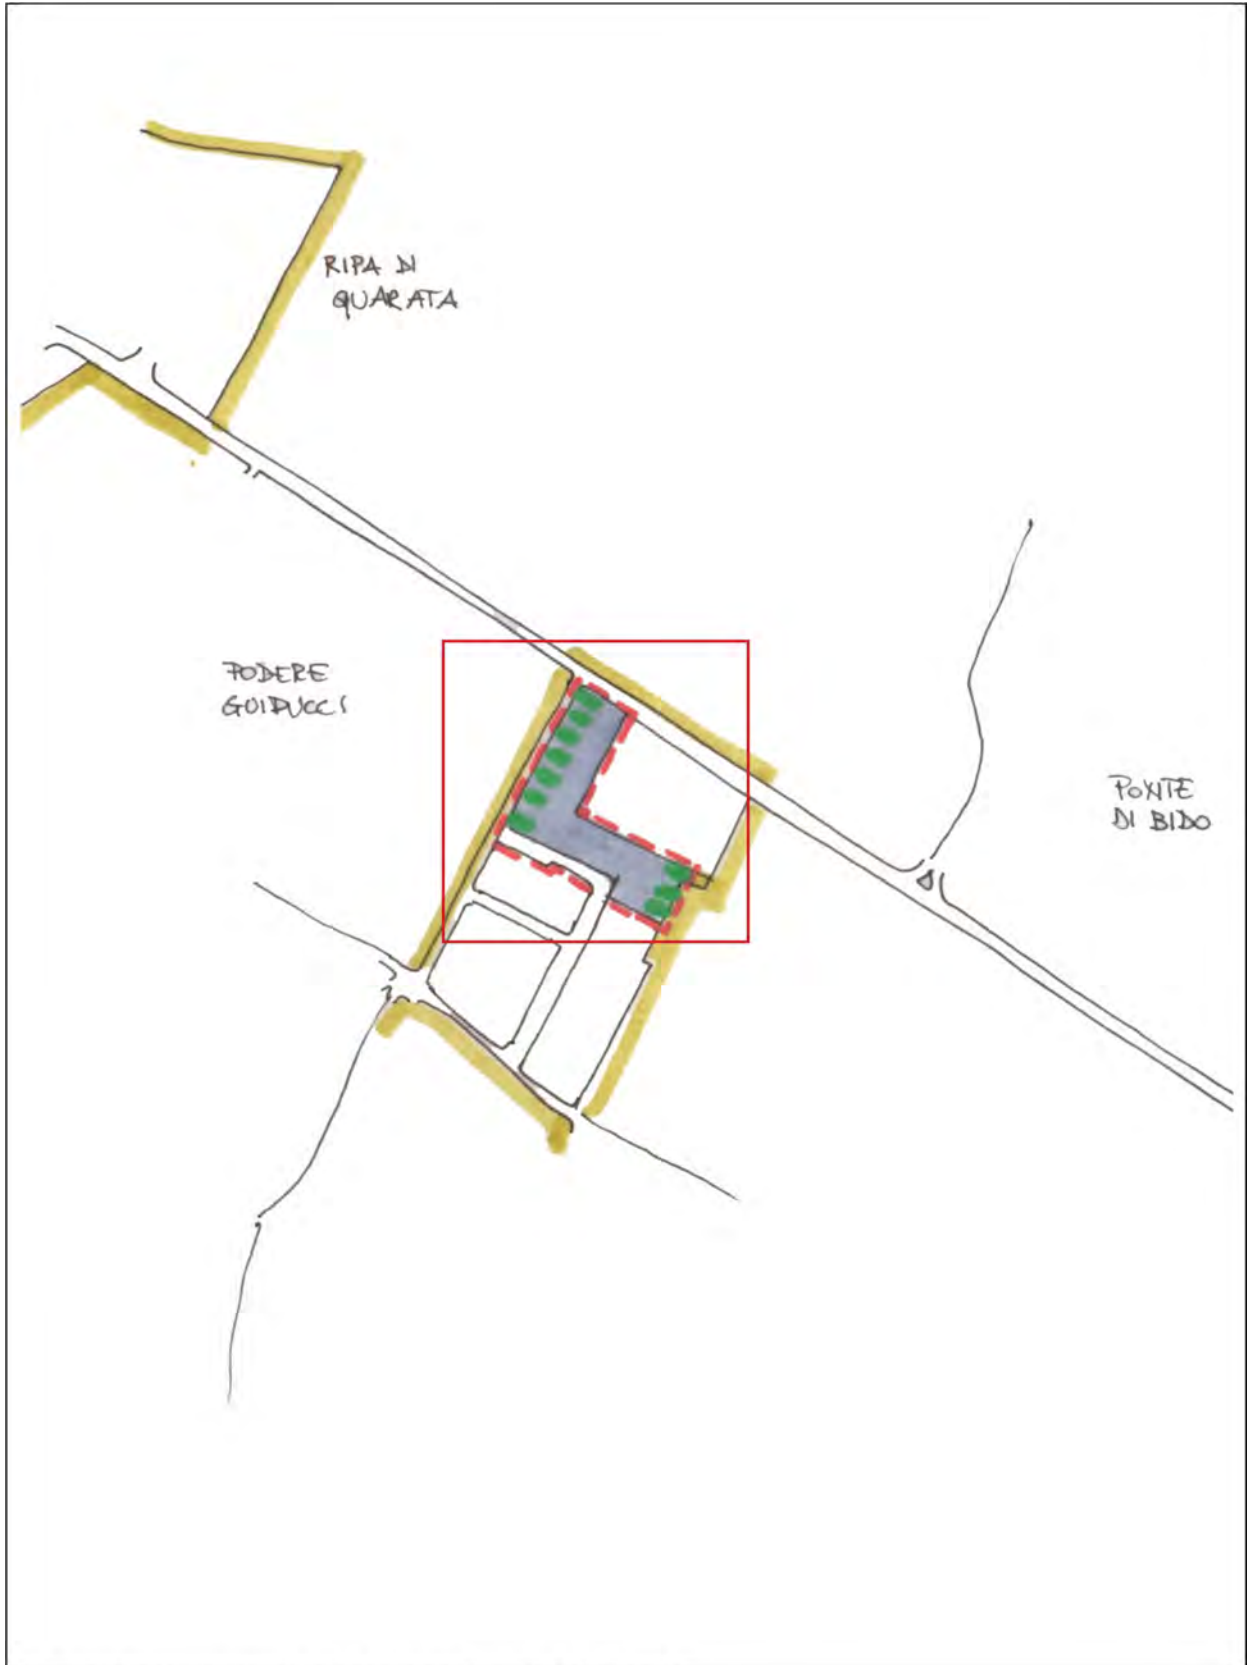 RIPA DI
QUARATA
PODERE
GUIDUCCI
PONTE
DI BIDO